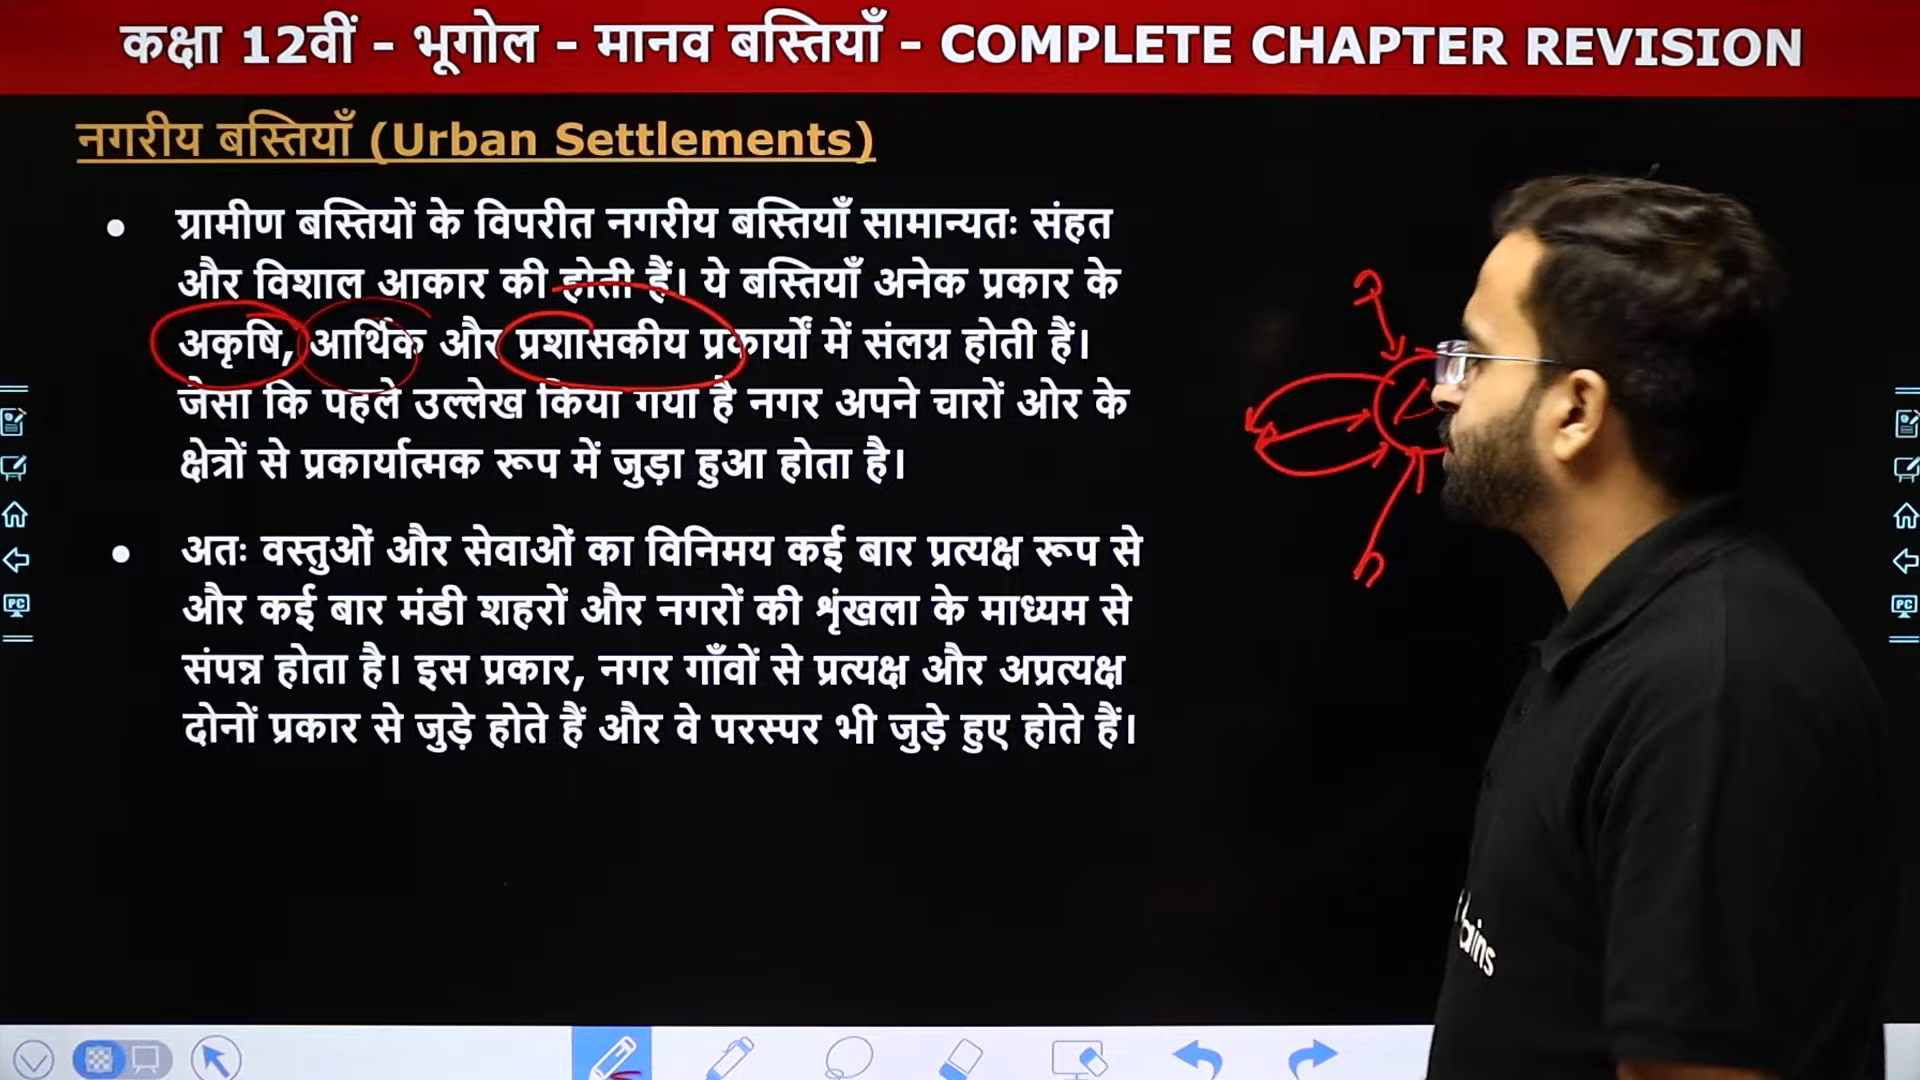 कक्षा 12वीं - भूगोल - मानव बस्तियाँ - COMPLETE CHAPTER REVISION
नगरीय बस्तियाँ (Urban Settlements)
• ग्रामीण बस्तियों के विपरीत नगरीय बस्तियाँ सामान्यतः संहत
और विशाल आकार की होती हैं। ये बस्तियाँ अनेक प्रकार के
अकृषि, आर्थिक और प्रशासकीय प्रकार्यों में संलग्न होती हैं।
जैसा कि पहले उल्लेख किया गया है नगर अपने चारों ओर के
क्षेत्रों से प्रकार्यात्मक रूप में जुड़ा हुआ होता है।
• अतः वस्तुओं और सेवाओं का विनिमय कई बार प्रत्यक्ष रूप से
और कई बार मंडी शहरों और नगरों की शृंखला के माध्यम से
संपन्न होता है। इस प्रकार, नगर गाँवों से प्रत्यक्ष और अप्रत्यक्ष
दोनों प्रकार से जुड़े होते हैं और वे परस्पर भी जुड़े हुए होते हैं।
PC
PC